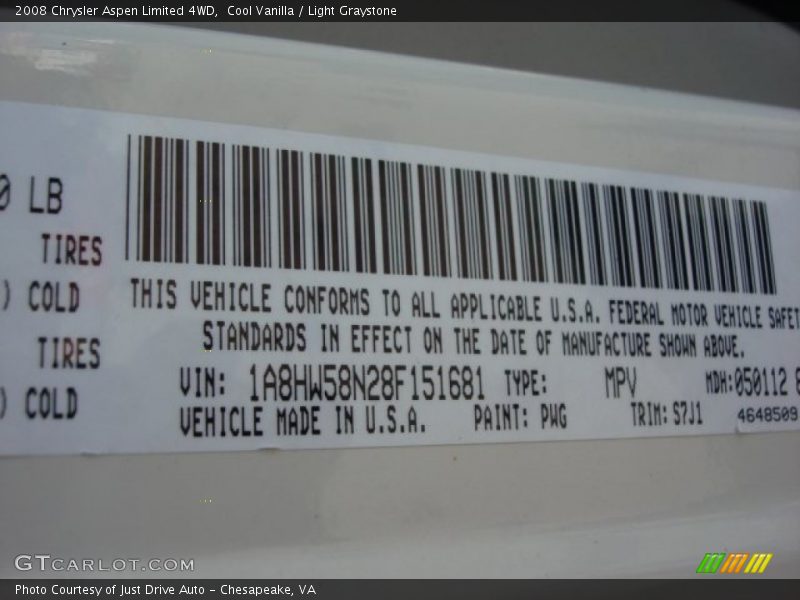 2008 Chrysler Aspen Limited 4WD,  Cool Vanilla / Light Graystone
0 LB
TIRES
) COLD
TIRES
) COLD
THIS VEHICLE CONFORMS TO ALL APPLICABLE U.S.A. FEDERAL MOTOR VEHICLE SAFET
STANDARDS IN EFFECT ON THE DATE OF MANUFACTURE SHOWN ABOVE.
VIN: 1A8HW58N28F151681 TYPE: MPV MDH:050112
VEHICLE MADE IN U.S.A. PAINT: PWG TRIM: S7J1 4648509
GTCARLOT.COM
Photo Courtesy of Just Drive Auto - Chesapeake, VA